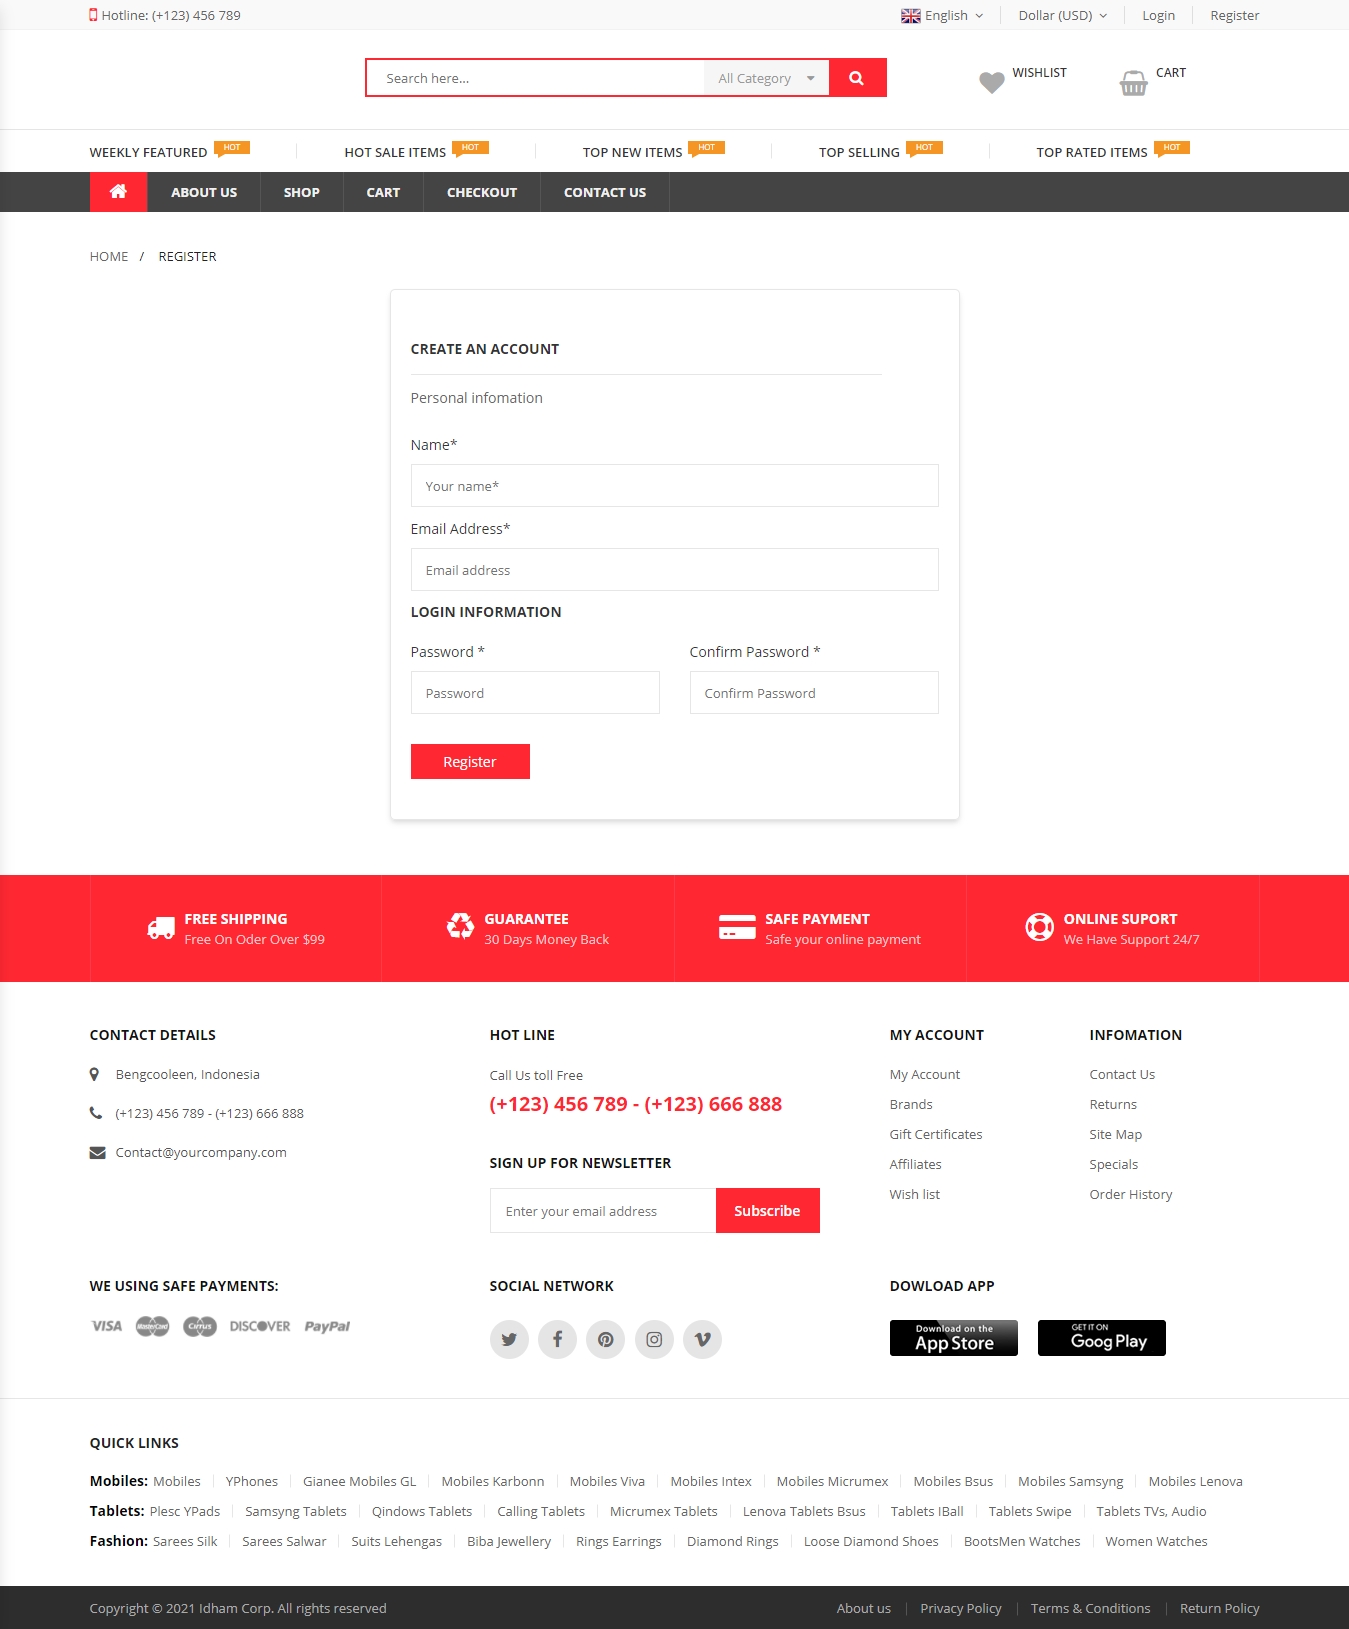 Hotline: (+123) 456 789
English
Dollar (USD)
Login
Register
Search here...
All Category
WISHLIST
CART
WEEKLY FEATURED HOT
HOT SALE ITEMS HOT
TOP NEW ITEMS HOT
TOP SELLING HOT
TOP RATED ITEMS HOT
ABOUT US
SHOP
CART
CHECKOUT
CONTACT US
HOME / REGISTER
CREATE AN ACCOUNT
Personal infomation
Name*
Your name*
Email Address*
Email address
LOGIN INFORMATION
Password *
Confirm Password *
Password
Confirm Password
Register
FREE SHIPPING
Free On Oder Over $99
GUARANTEE
30 Days Money Back
SAFE PAYMENT
Safe your online payment
ONLINE SUPORT
We Have Support 24/7
CONTACT DETAILS
Bengcooleen, Indonesia
(+123) 456 789 - (+123) 666 888
Contact@yourcompany.com
HOT LINE
Call Us toll Free
(+123) 456 789 - (+123) 666 888
SIGN UP FOR NEWSLETTER
Enter your email address
Subscribe
MY ACCOUNT
My Account
Brands
Gift Certificates
Affiliates
Wish list
INFOMATION
Contact Us
Returns
Site Map
Specials
Order History
WE USING SAFE PAYMENTS:
VISA MasterCard Cirrus DISCOVER PayPal
SOCIAL NETWORK
DOWLOAD APP
Download on the
App Store
GET IT ON
Goog Play
QUICK LINKS
Mobiles: Mobiles YPhones Gianee Mobiles GL Mobiles Karbonn Mobiles Viva Mobiles Intex Mobiles Micrumex Mobiles Bsus Mobiles Samsyng Mobiles Lenova
Tablets: Plesc YPads Samsyng Tablets Qindows Tablets Calling Tablets Micrumex Tablets Lenova Tablets Bsus Tablets IBall Tablets Swipe Tablets TVs, Audio
Fashion: Sarees Silk Sarees Salwar Suits Lehengas Biba Jewellery Rings Earrings Diamond Rings Loose Diamond Shoes BootsMen Watches Women Watches
Copyright © 2021 Idham Corp. All rights reserved
About us
Privacy Policy
Terms & Conditions
Return Policy